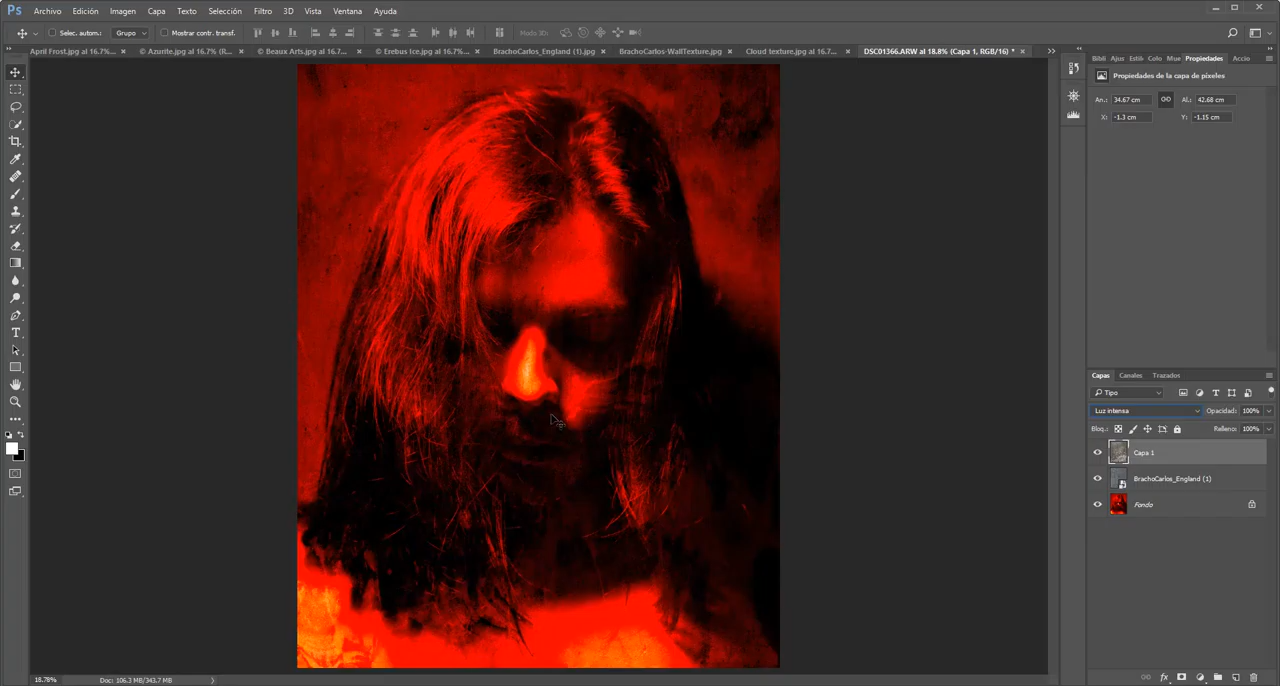 Ps Archivo Edición Imagen Capa Texto Selección Filtro 3D Vista Ventana Ayuda
Selec. autom.: Grupo Mostrar contr. transf. Modo 3D:
April Frost.jpg al 16.7%... × © Azurite.jpg al 16.7% (R... × © Beaux Arts.jpg al 16.7%... × © Erebus Ice.jpg al 16.7%... × BrachoCarlos_England (1).jpg × BrachoCarlos-WallTexture.jpg × Cloud texture.jpg al 16.7... × DSC01366.ARW al 18.8% (Capa 1, RGB/16) * ×
Bibli Ajus Estil Colo Mue Propiedades Accio
Propiedades de la capa de píxeles
An.: 34.67 cm Al.: 42.68 cm
X: -1.3 cm Y: -1.15 cm
Capas Canales Trazados
Tipo
Luz intensa Opacidad: 100%
Bloq.: Relleno: 100%
Capa 1
BrachoCarlos_England (1)
Fondo
18.78% Doc: 106.3 MB/343.7 MB